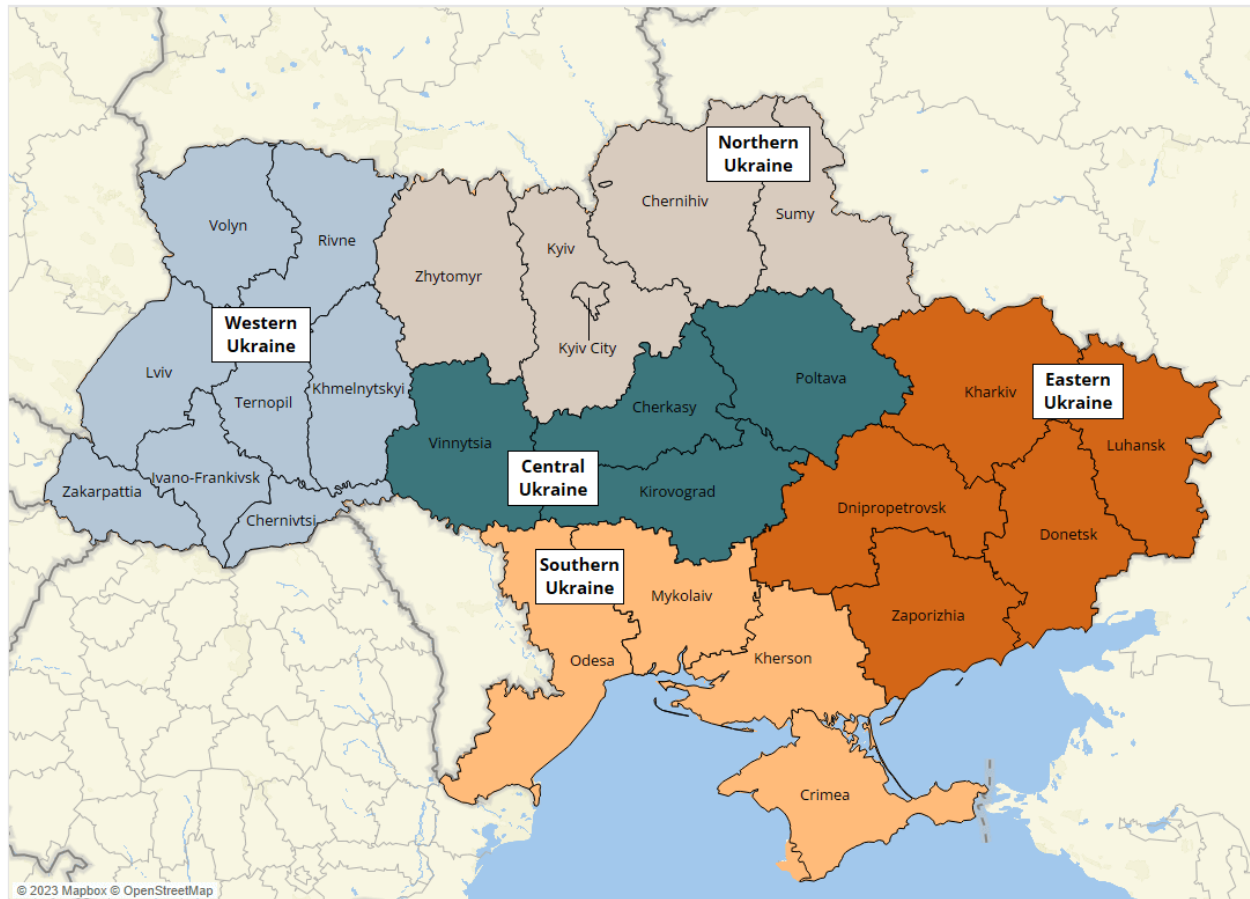 Northern
Ukraine
Chernihiv
Sumy
Volyn
Rivne
Kyiv
Zhytomyr
Western
Ukraine
Kyiv City
Lviv
Khmelnytskyi
Ternopil
Poltava
Cherkasy
Kharkiv
Eastern
Ukraine
Luhansk
Vinnytsia
Central
Ukraine
Kirovograd
Zakarpattia
Ivano-Frankivsk
Chernivtsi
Dnipropetrovsk
Donetsk
Southern
Ukraine
Mykolaiv
Zaporizhia
Odesa
Kherson
Crimea
© 2023 Mapbox © OpenStreetMap